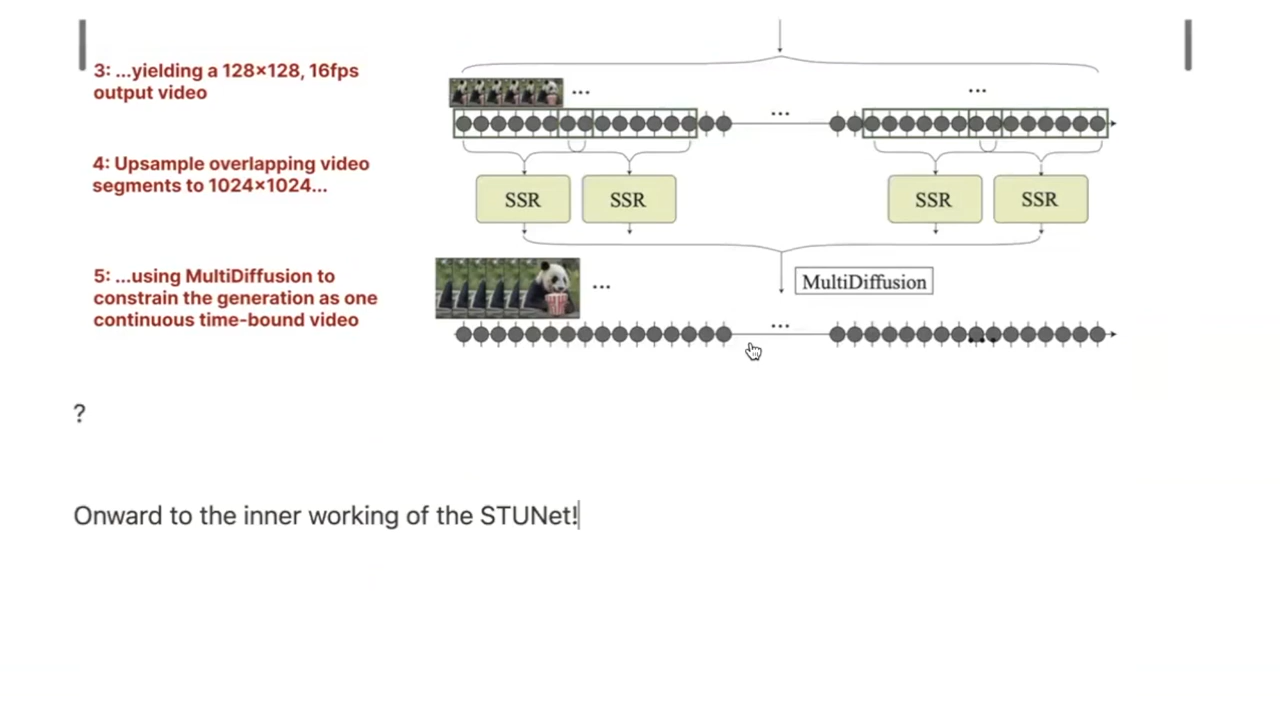 3: ...yielding a 128×128, 16fps
output video
...
...
...
4: Upsample overlapping video
segments to 1024×1024...
SSR
SSR
SSR
SSR
5: ...using MultiDiffusion to
constrain the generation as one
continuous time-bound video
...
MultiDiffusion
...
...
?
Onward to the inner working of the STUNet!